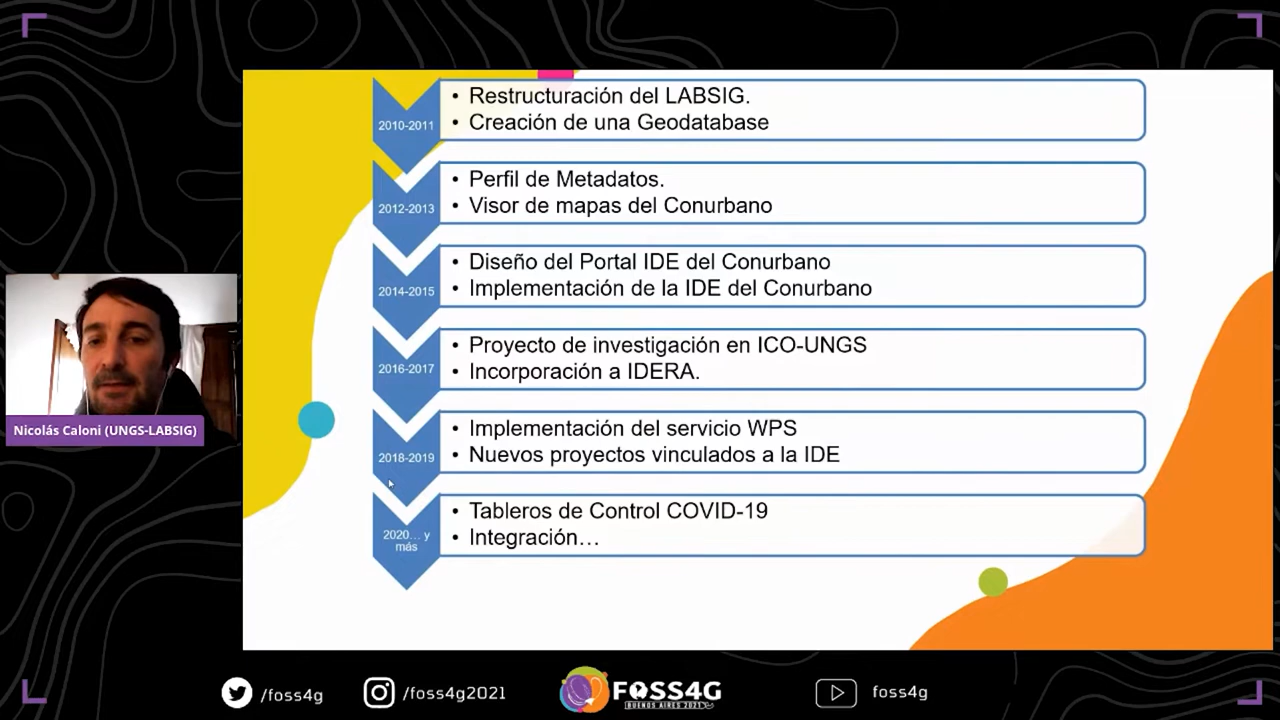 2010-2011
• Restructuración del LABSIG.
• Creación de una Geodatabase
2012-2013
• Perfil de Metadatos.
• Visor de mapas del Conurbano
2014-2015
• Diseño del Portal IDE del Conurbano
• Implementación de la IDE del Conurbano
2016-2017
• Proyecto de investigación en ICO-UNGS
• Incorporación a IDERA.
2018-2019
• Implementación del servicio WPS
• Nuevos proyectos vinculados a la IDE
2020... y
más
• Tableros de Control COVID-19
• Integración...
Nicolás Caloni (UNGS-LABSIG)
/foss4g
/foss4g2021
FOSS4G
BUENOS AIRES 2021
foss4g